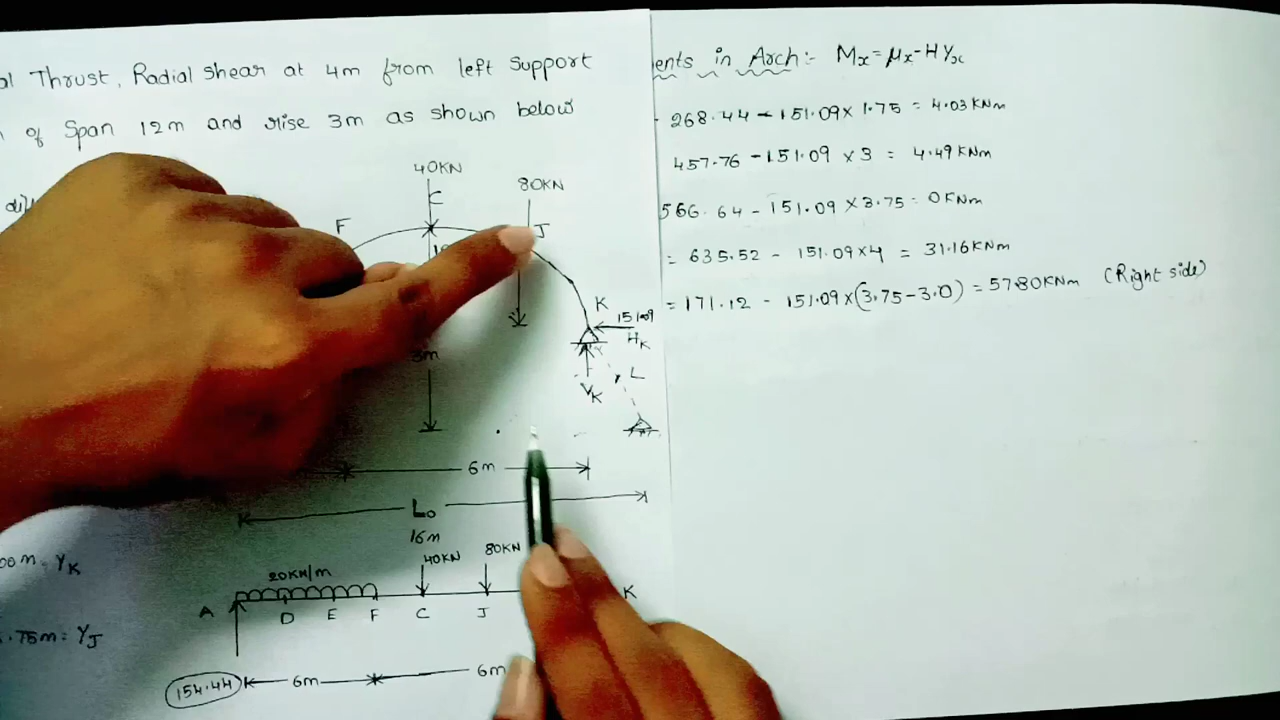 al Thrust, Radial shear at 4m from left support
of Span 12m and rise 3m as shown below
40KN
80KN
F
C
J
K
151.09
HK
VK
L
3m
6m
L0
16m
00m = YK
.75m = YJ
20KN/m
40KN
80KN
A
D
E
F
C
J
K
154.44
6m
6m
ents in Arch:- Mx = μx - H Yx
268.44 - 151.09 × 1.75 = 4.03 KNm
457.76 - 151.09 × 3 = 4.49 KNm
566.64 - 151.09 × 3.75 = 0 KNm
= 635.52 - 151.09×4 = 31.16 KNm
= 171.12 - 151.09×(3.75-3.0) = 57.80KNm (Right side)